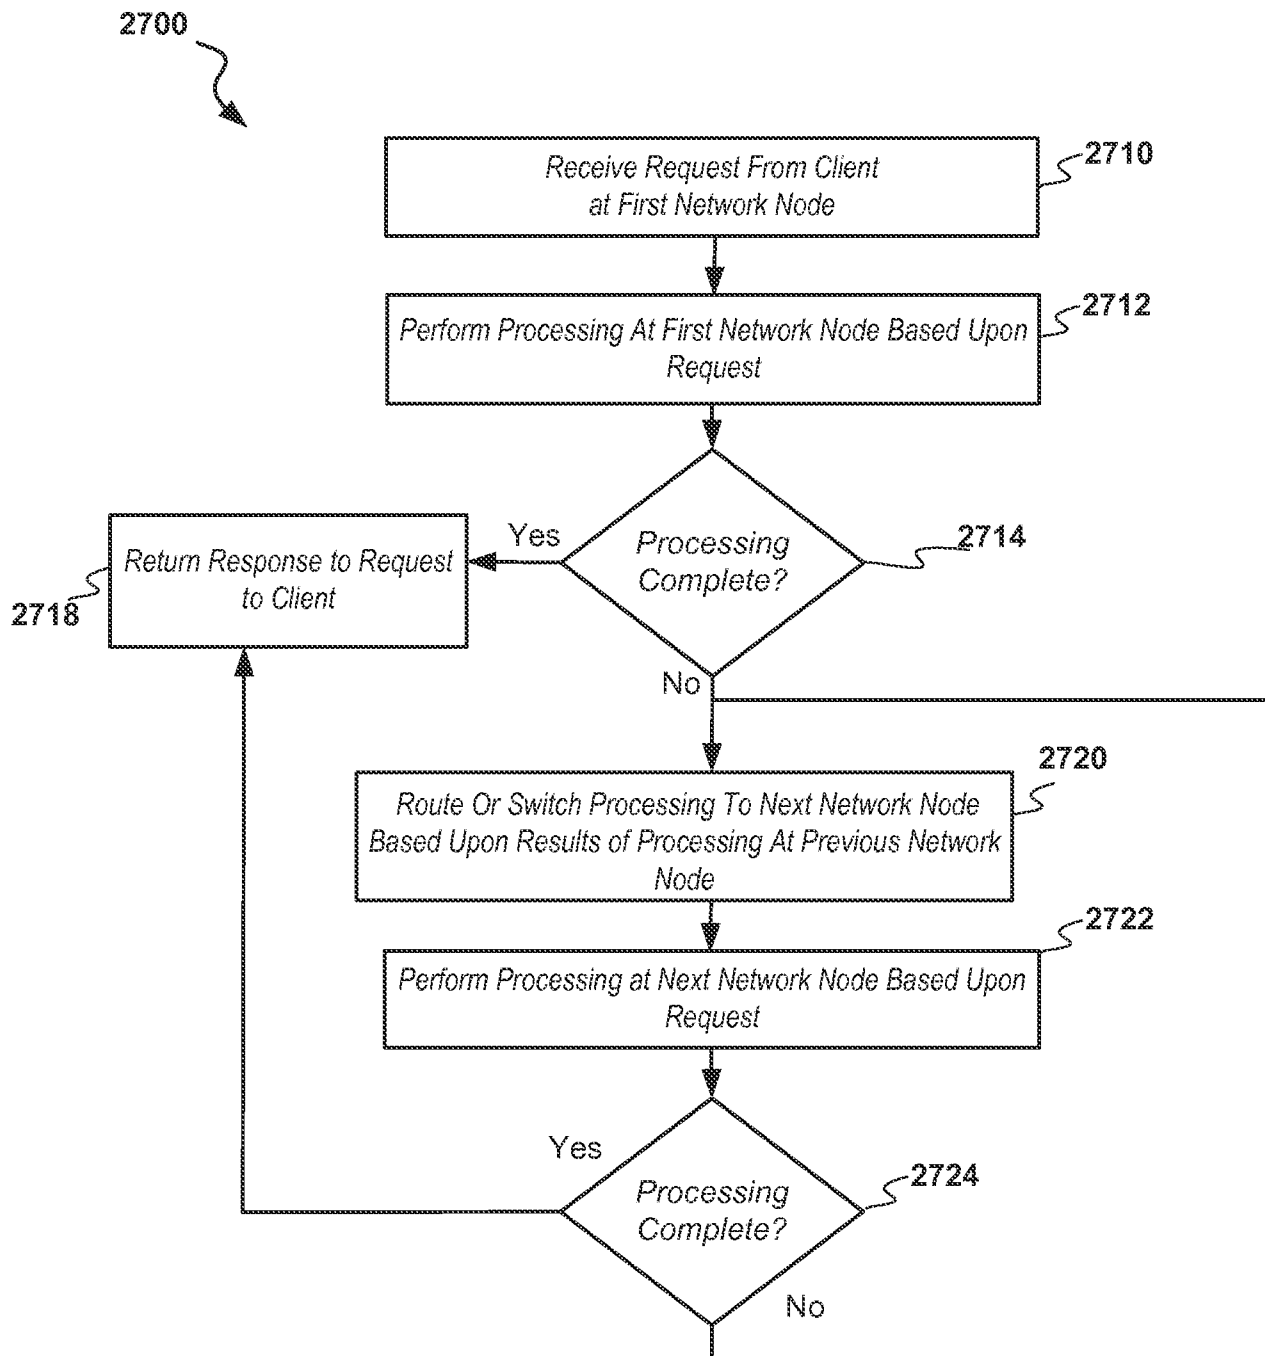 2700
Receive Request From Client
at First Network Node
2710
Perform Processing At First Network Node Based Upon
Request
2712
Processing
Complete?
2714
Yes
Return Response to Request
to Client
2718
No
Route Or Switch Processing To Next Network Node
Based Upon Results of Processing At Previous Network
Node
2720
Perform Processing at Next Network Node Based Upon
Request
2722
Yes
Processing
Complete?
2724
No